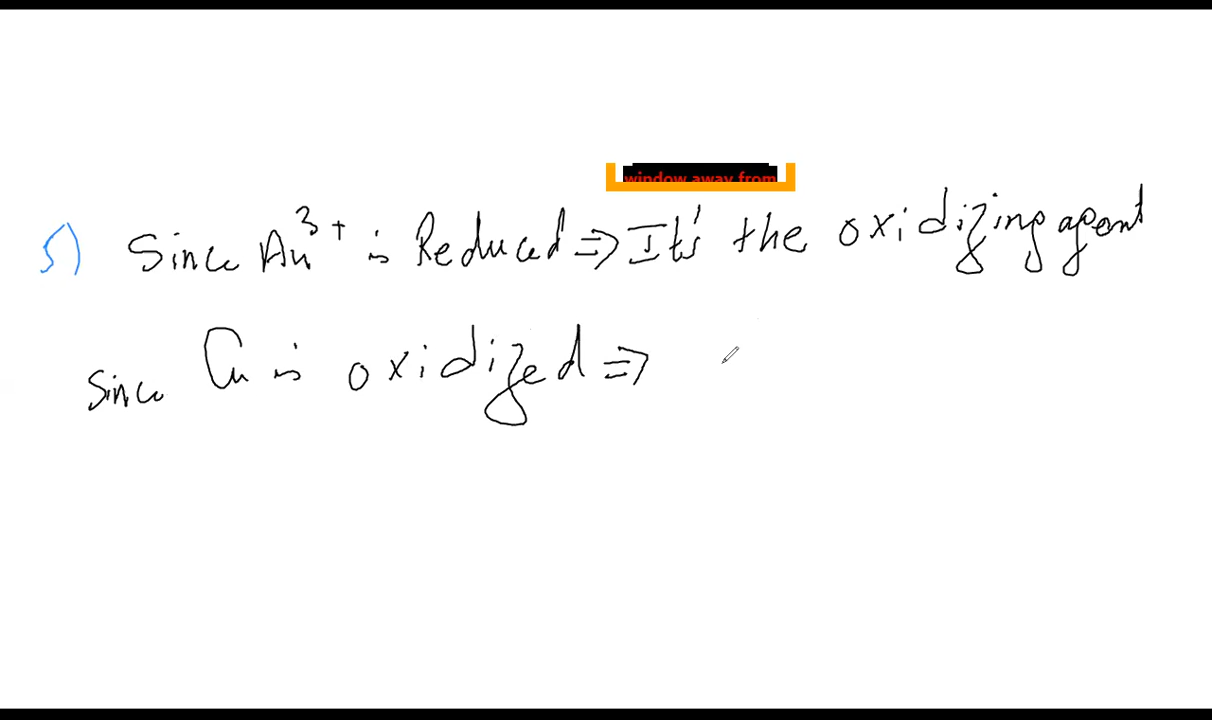 window away from
5) Since Au³⁺ is Reduced ⇒ It's the oxidizing agent
since Cu is oxidized ⇒